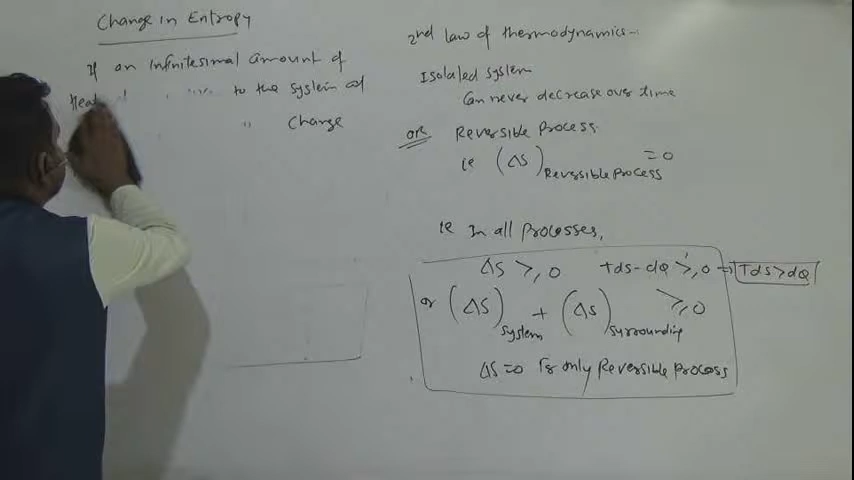 Change in Entropy
If an infinitesimal amount of
Heat to the system at
" Change
2nd law of thermodynamics-
Isolated system
Can never decrease over time
OR Reversible Process
ie (ΔS) Reversible Process = 0
ie In all processes,
ΔS ≥, 0 Tds-dQ ≥, 0 ⇒ Tds>dQ
or (ΔS) system + (ΔS) surrounding ≥, 0
ΔS=0 Is only Reversible Process